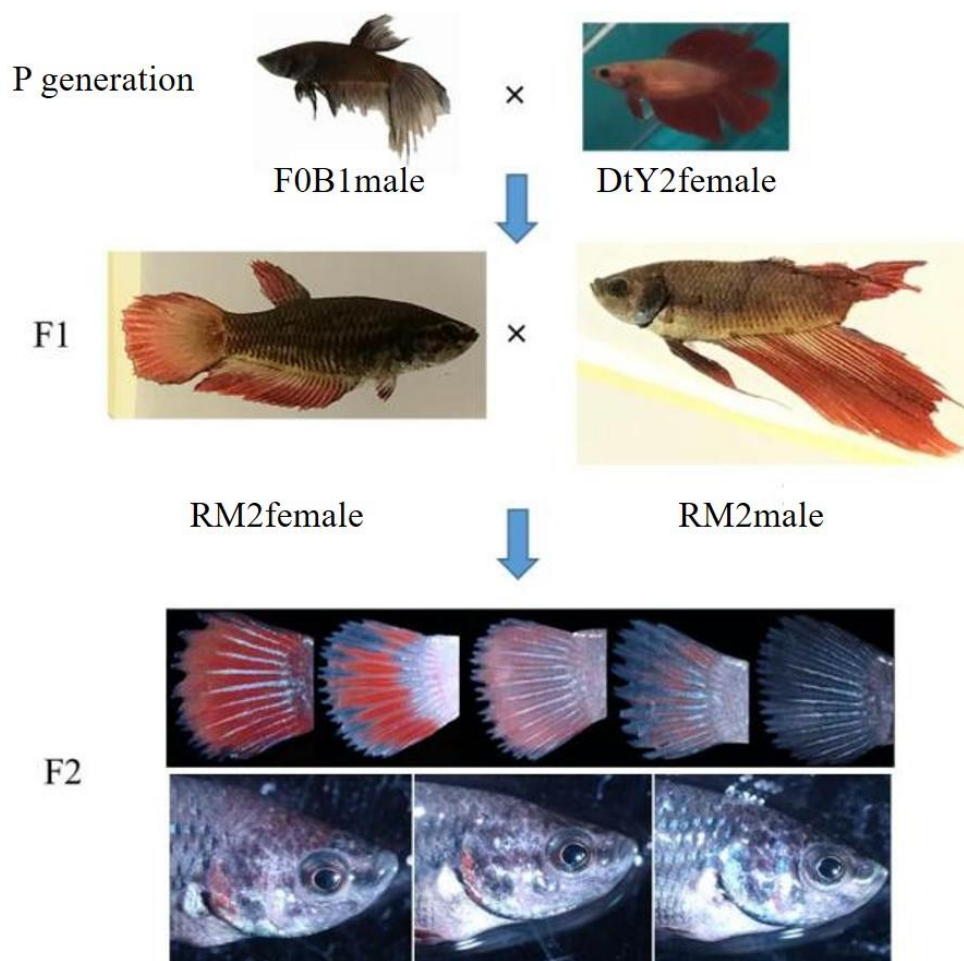 P generation
×
F0B1male
DtY2female
F1
×
RM2female
RM2male
F2